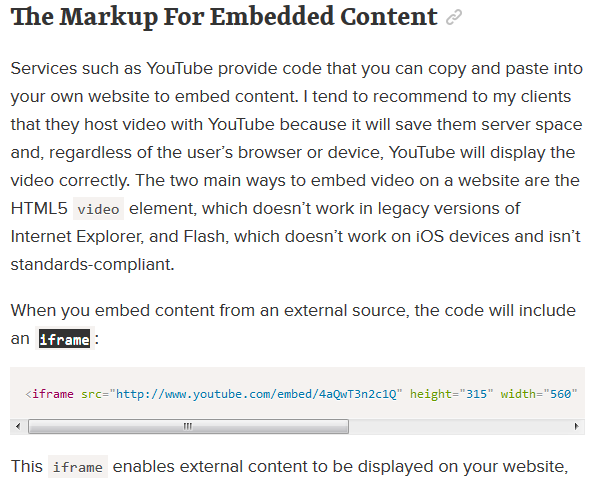 The Markup For Embedded Content
Services such as YouTube provide code that you can copy and paste into
your own website to embed content. I tend to recommend to my clients
that they host video with YouTube because it will save them server space
and, regardless of the user’s browser or device, YouTube will display the
video correctly. The two main ways to embed video on a website are the
HTML5 video element, which doesn’t work in legacy versions of
Internet Explorer, and Flash, which doesn’t work on iOS devices and isn’t
standards-compliant.
When you embed content from an external source, the code will include
an iframe:
<iframe src="http://www.youtube.com/embed/4aQwT3n2c1Q" height="315" width="560"
This iframe enables external content to be displayed on your website,